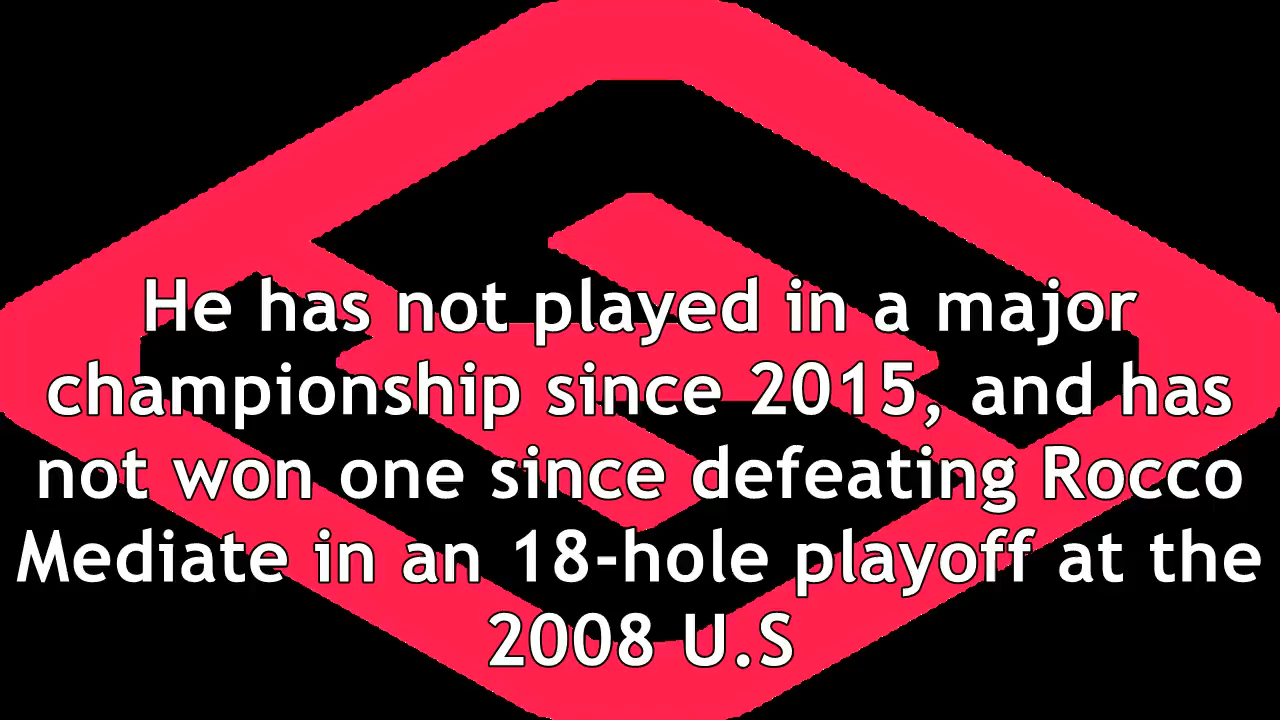 He has not played in a major
championship since 2015, and has
not won one since defeating Rocco
Mediate in an 18-hole playoff at the
2008 U.S